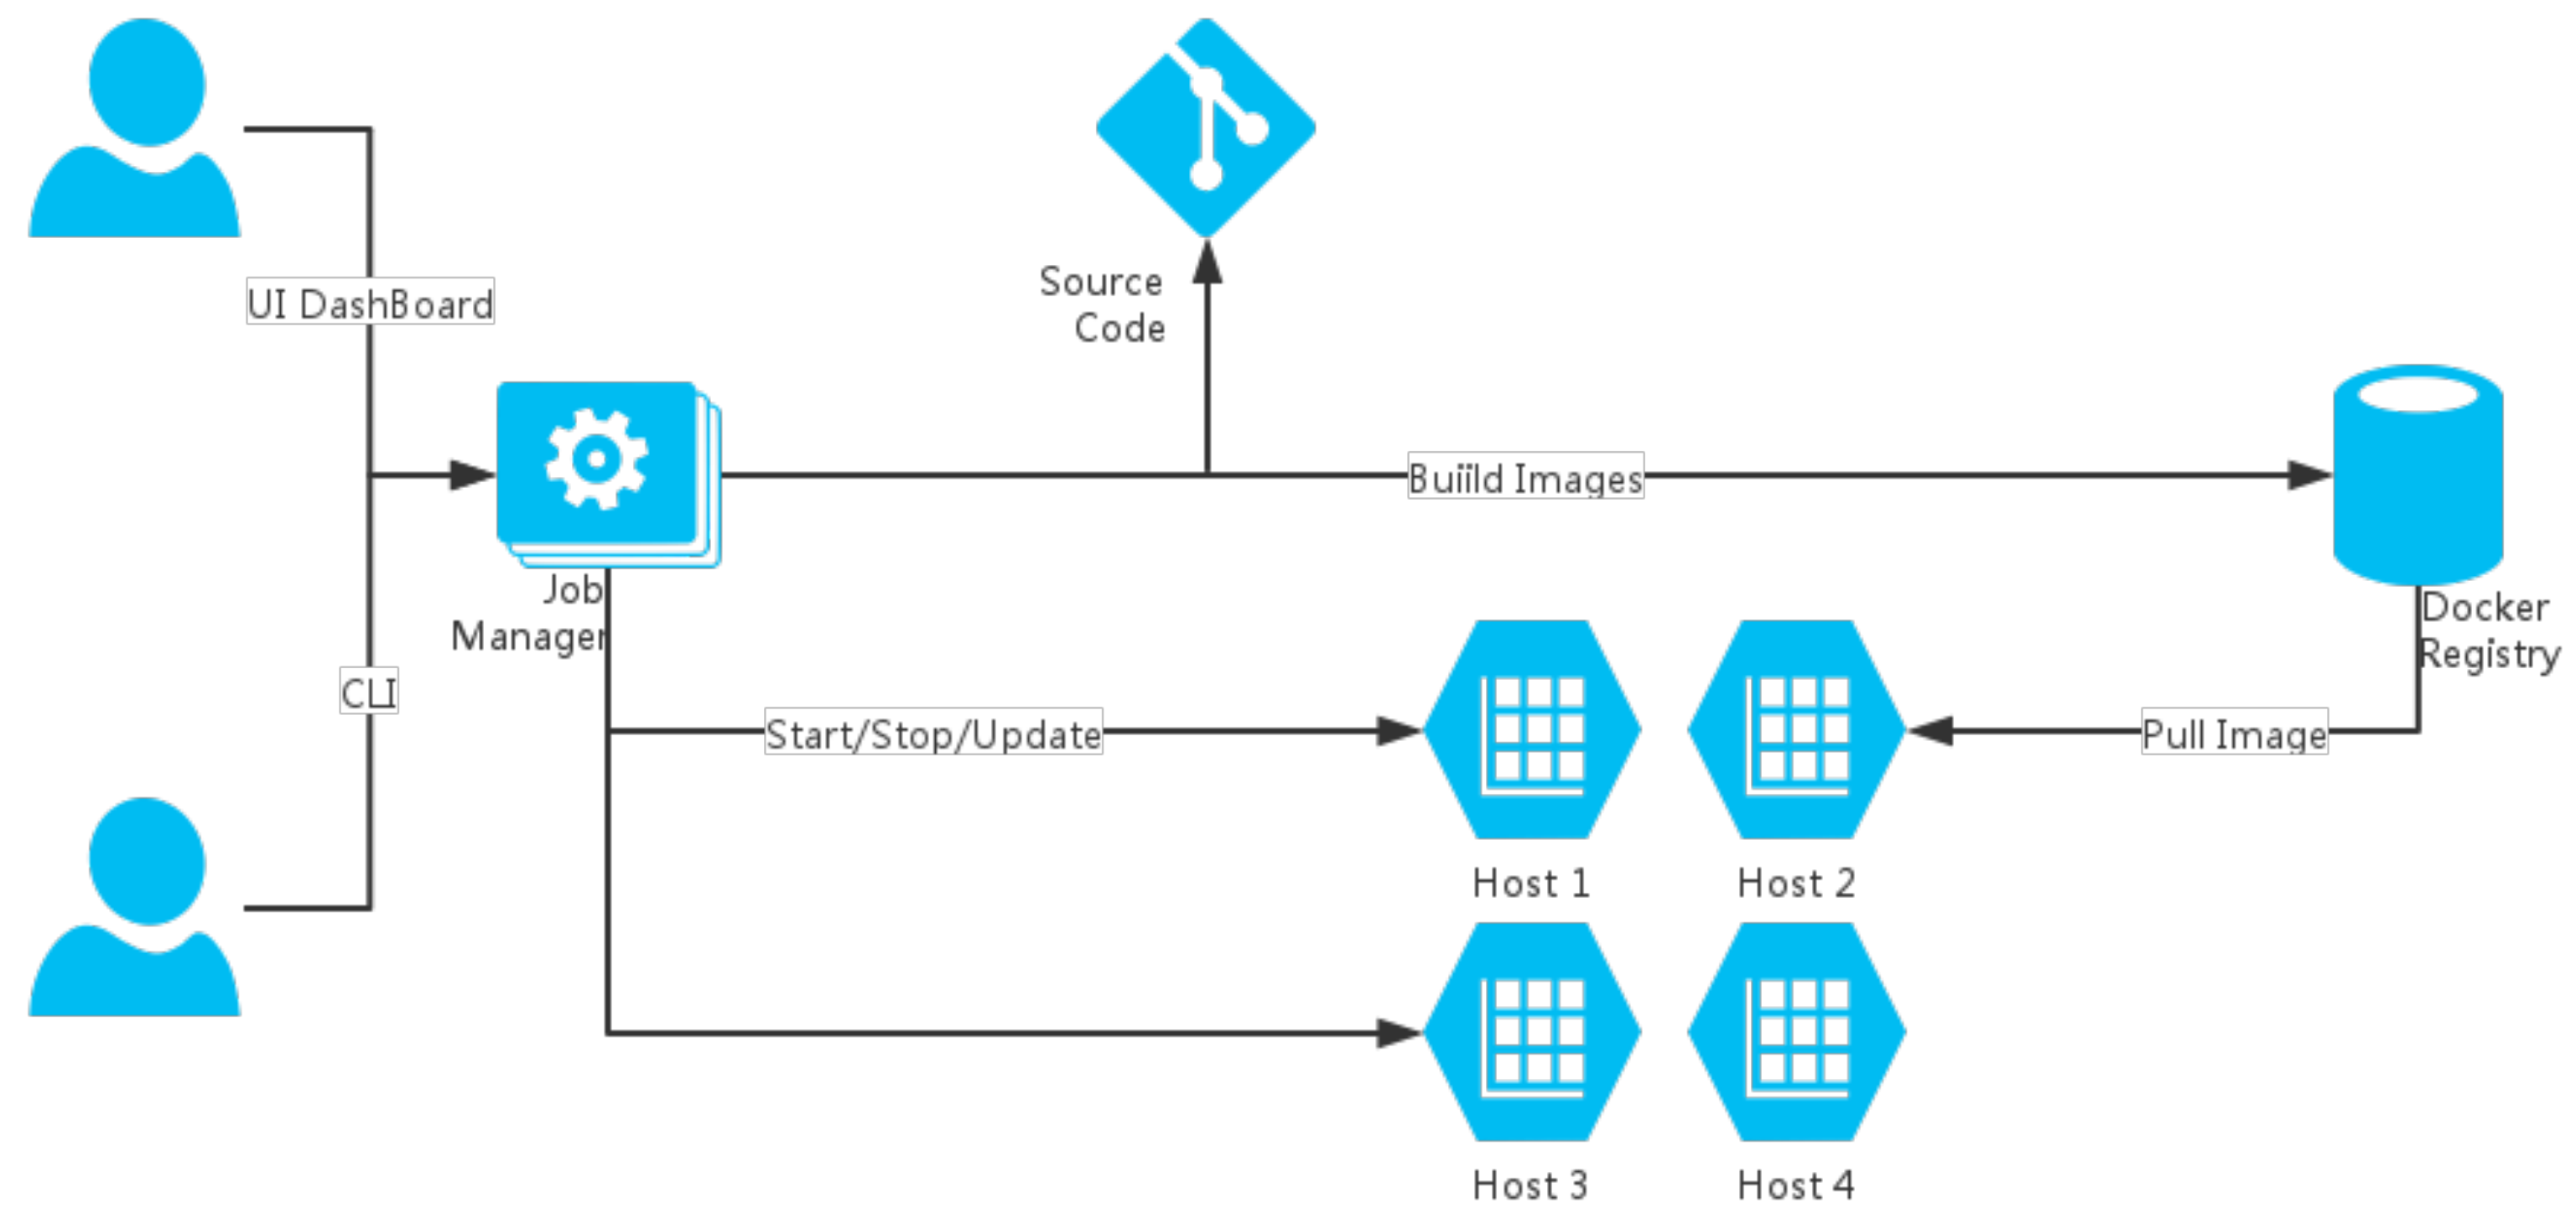 UI DashBoard
Source
Code
Buiild Images
Job
Manager
Docker
Registry
CLI
Start/Stop/Update
Pull Image
Host 1
Host 2
Host 3
Host 4